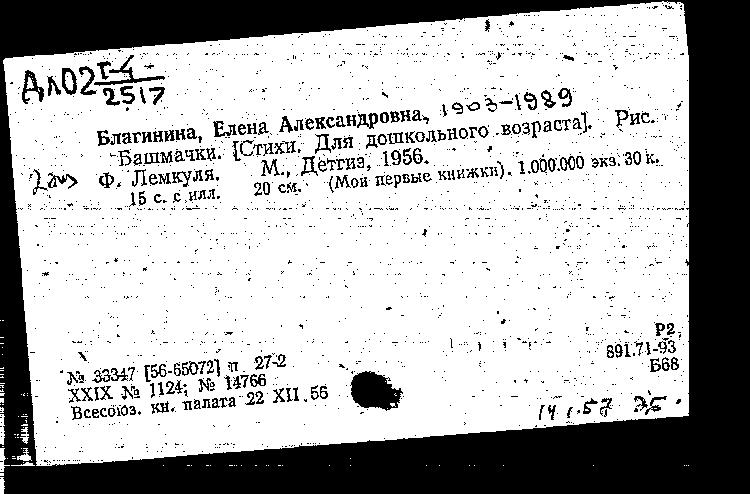 Дл02 Г-4
2517
Благинина, Елена Александровна, 1903-1989
Башмачки. [Стихи. Для дошкольного возраста]. Рис.
2 экз Ф. Лемкуля. М., Детгиз, 1956.
15 с. с илл. 20 см. (Мои первые книжки). 1.000.000 экз. 30 к.
Р2
№ 33347 [56-65072] п 27-2 891.71-93
XXIX № 1124; № 14766 Б68
Всесоюз. кн. палата 22 XII.56
14 1.57